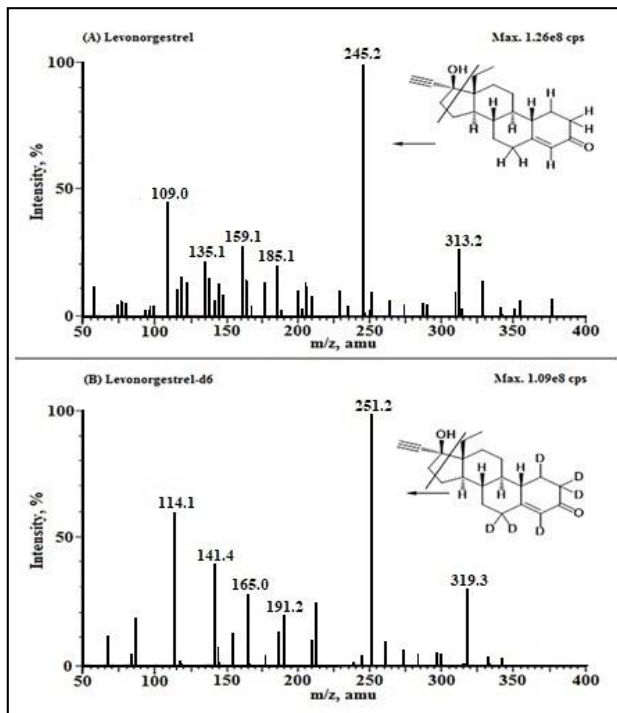 (A) Levonorgestrel
Max. 1.26e8 cps
245.2
OH
H
H
H
H
H
H
H
H
H
H
O
Intensity, %
100
50
0
109.0
135.1
159.1
185.1
313.2
50 100 150 200 250 300 350 400
m/z, amu
(B) Levonorgestrel-d6
Max. 1.09e8 cps
251.2
OH
H
H
H
H
D
D
D
D
D
D
O
Intensity, %
100
50
0
114.1
141.4
165.0
191.2
319.3
50 100 150 200 250 300 350 400
m/z, amu